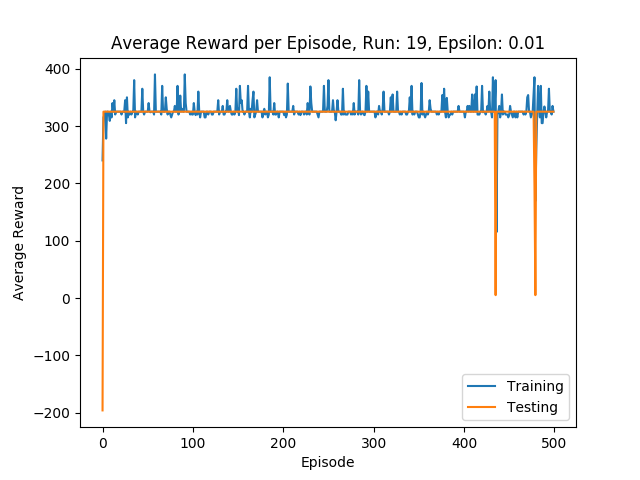 Average Reward per Episode, Run: 19, Epsilon: 0.01
Average Reward
400
300
200
100
0
−100
−200
0
100
200
300
400
500
Episode
Training
Testing